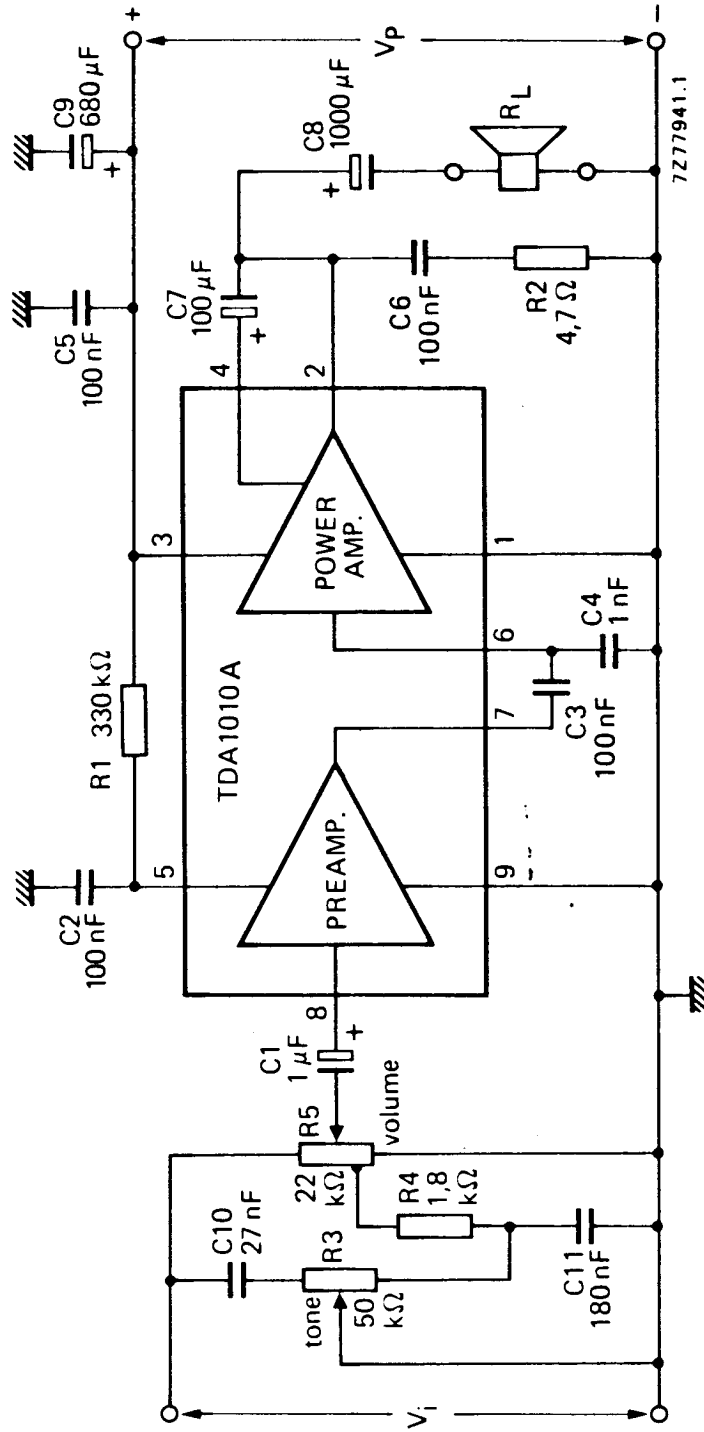 C2
100 nF
R1 330 kΩ
C5
100 nF
C9
680 μF
+
+
5
3
4
C7
100 μF
+
TDA1010A
PREAMP.
POWER
AMP.
2
C8
1000 μF
+
C1
1 μF
+
8
C10
27 nF
22
kΩ
R5
volume
tone
R3
50
kΩ
R4
1,8
kΩ
C11
180 nF
Vi
9
7
6
1
C3
100 nF
C4
1 nF
C6
100 nF
R2
4,7 Ω
RL
VP
−
7Z77941.1